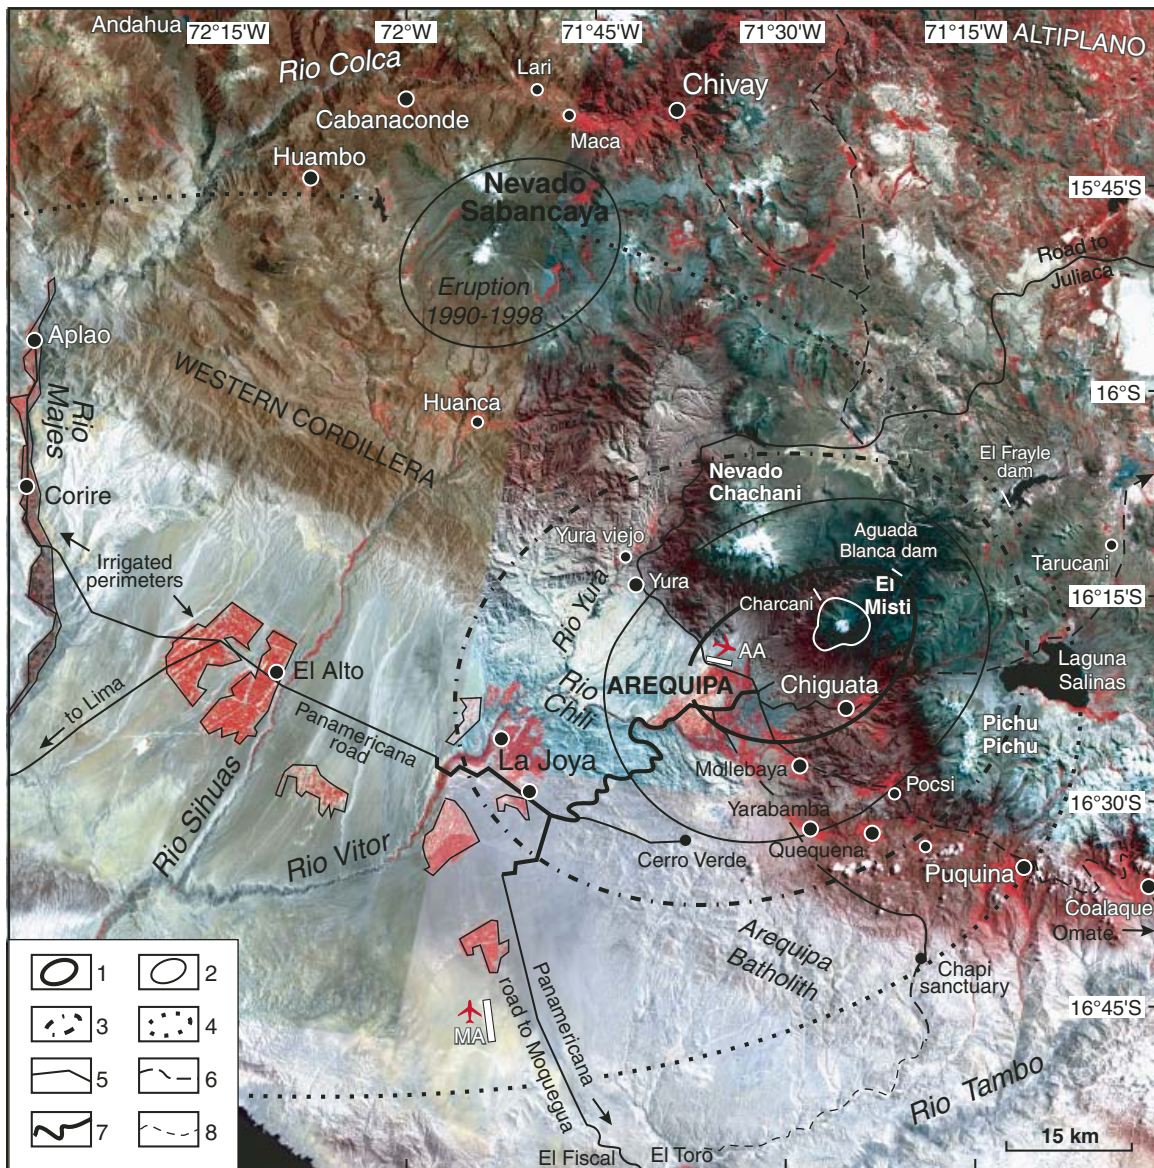 Andahua
72°15'W
72°W
71°45'W
71°30'W
71°15'W
ALTIPLANO
Rio Colca
Lari
Chivay
Cabanaconde
Maca
Huambo
Nevado
Sabancaya
15°45'S
Eruption
1990-1998
Road to
Juliaca
Aplao
Rio
Majes
WESTERN CORDILLERA
Huanca
16°S
Corire
Nevado
Chachani
El Frayle
dam
Irrigated
perimeters
Yura viejo
Yura
Aguada
Blanca dam
Tarucani
Rio Yura
Charcani
El
Misti
16°15'S
AA
El Alto
to Lima
Rio
Chili
AREQUIPA
Chiguata
Laguna
Salinas
Panamericana
road
La Joya
Pichu
Pichu
Mollebaya
Pocsi
Rio Sihuas
Rio Vitor
Yarabamba
16°30'S
Cerro Verde
Quequena
Puquina
Coalaque
Omate
Arequipa
Batholith
Chapi
sanctuary
Panamericana
road to Moquegua
MA
16°45'S
Rio Tambo
El Fiscal
El Toro
15 km
1
2
3
4
5
6
7
8